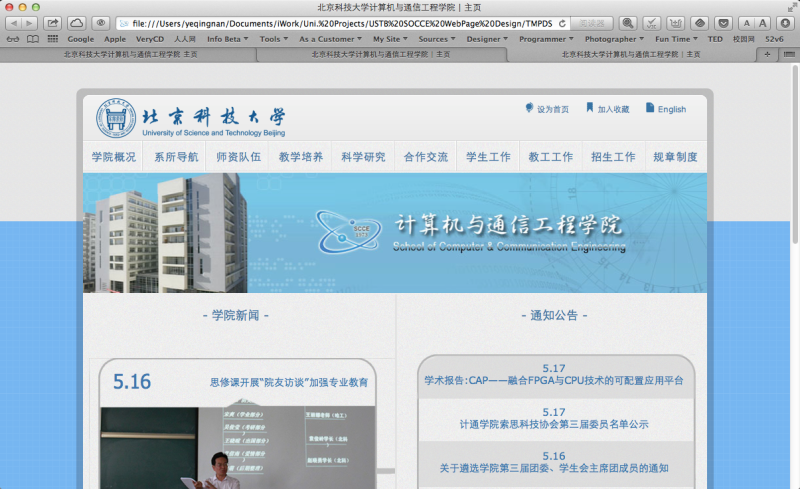 北京科技大学计算机与通信工程学院 | 主页
file:///Users/yeqingnan/Documents/iWork/Uni.%20Projects/USTB%20SOCCE%20WebPage%20Design/TMPD$
阅读器
Google Apple VeryCD 人人网 Info Beta Tools As a Customer My Site Sources Designer Programmer Photographer Fun Time TED 校园网 S2v6
北京科技大学计算机与通信工程学院 主页
北京科技大学计算机与通信工程学院 | 主页
北京科技大学计算机与通信工程学院 | 主页
北京科技大学
University of Science and Technology Beijing
设为首页 加入收藏 English
学院概况 系所导航 师资队伍 教学培养 科学研究 合作交流 学生工作 教工工作 招生工作 规章制度
SCCE
计算机与通信工程学院
School of Computer & Communication Engineering
- 学院新闻 -
5.16
思修课开展“院友访谈”加强专业教育
- 通知公告 -
5.17
学术报告:CAP——融合FPGA与CPU技术的可配置应用平台
5.17
计通学院索思科技协会第三届委员名单公示
5.16
关于遴选学院第三届团委、学生会主席团成员的通知